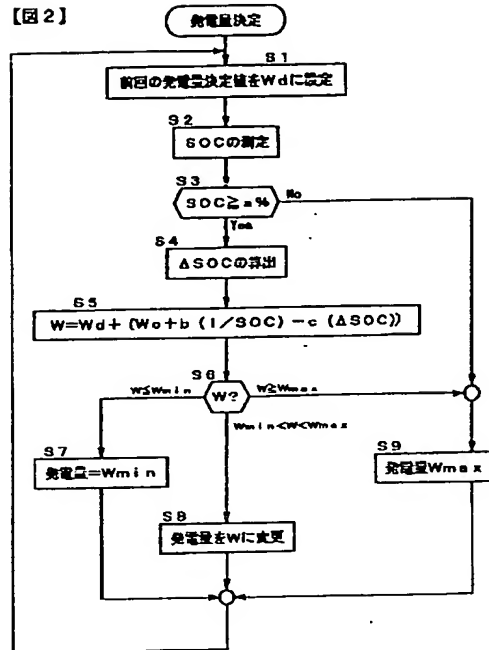 【図2】
発電量決定
S1
前回の発電量決定値をWdに設定
S2
SOCの測定
S3
SOC≧a%
No
Yes
S4
ΔSOCの算出
S5
W=Wd+(Wo+b(1/SOC)-c(ΔSOC))
S6
W?
W≦Wmin
W≧Wmax
Wmin<W<Wmax
S7
発電量=Wmin
S8
発電量をWに変更
S9
発電量Wmax